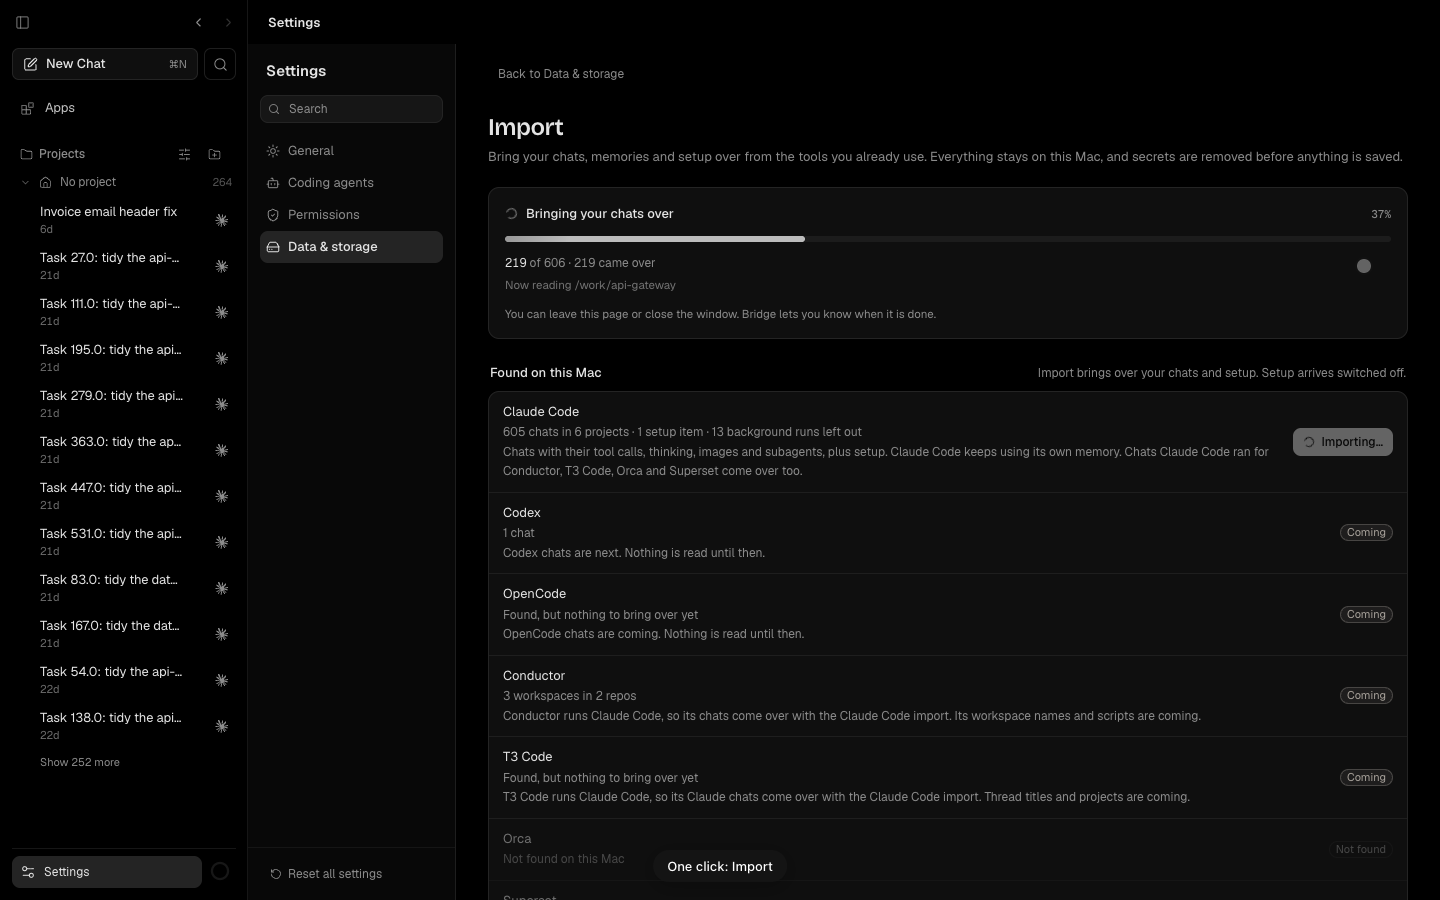 Settings
New Chat
⌘N
Apps
Projects
No project
264
Invoice email header fix
6d
Task 27.0: tidy the api-...
21d
Task 111.0: tidy the api-...
21d
Task 195.0: tidy the api...
21d
Task 279.0: tidy the api...
21d
Task 363.0: tidy the ap...
21d
Task 447.0: tidy the api...
21d
Task 531.0: tidy the api...
21d
Task 83.0: tidy the dat...
21d
Task 167.0: tidy the dat...
21d
Task 54.0: tidy the api-...
22d
Task 138.0: tidy the api...
22d
Show 252 more
Settings
Settings
Search
General
Coding agents
Permissions
Data & storage
Reset all settings
Back to Data & storage
Import
Bring your chats, memories and setup over from the tools you already use. Everything stays on this Mac, and secrets are removed before anything is saved.
Bringing your chats over
37%
219 of 606 · 219 came over
Now reading /work/api-gateway
You can leave this page or close the window. Bridge lets you know when it is done.
Found on this Mac
Import brings over your chats and setup. Setup arrives switched off.
Claude Code
605 chats in 6 projects · 1 setup item · 13 background runs left out
Chats with their tool calls, thinking, images and subagents, plus setup. Claude Code keeps using its own memory. Chats Claude Code ran for
Conductor, T3 Code, Orca and Superset come over too.
Importing...
Codex
1 chat
Codex chats are next. Nothing is read until then.
Coming
OpenCode
Found, but nothing to bring over yet
OpenCode chats are coming. Nothing is read until then.
Coming
Conductor
3 workspaces in 2 repos
Conductor runs Claude Code, so its chats come over with the Claude Code import. Its workspace names and scripts are coming.
Coming
T3 Code
Found, but nothing to bring over yet
T3 Code runs Claude Code, so its Claude chats come over with the Claude Code import. Thread titles and projects are coming.
Coming
Orca
Not found on this Mac
Not found
One click: Import
Superset